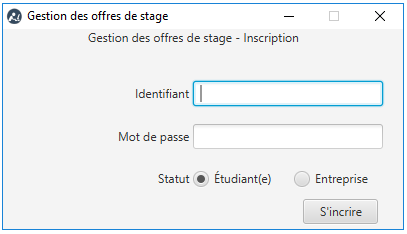 Gestion des offres de stage
Gestion des offres de stage - Inscription
Identifiant
Mot de passe
Statut Étudiant(e) Entreprise
S'incrire